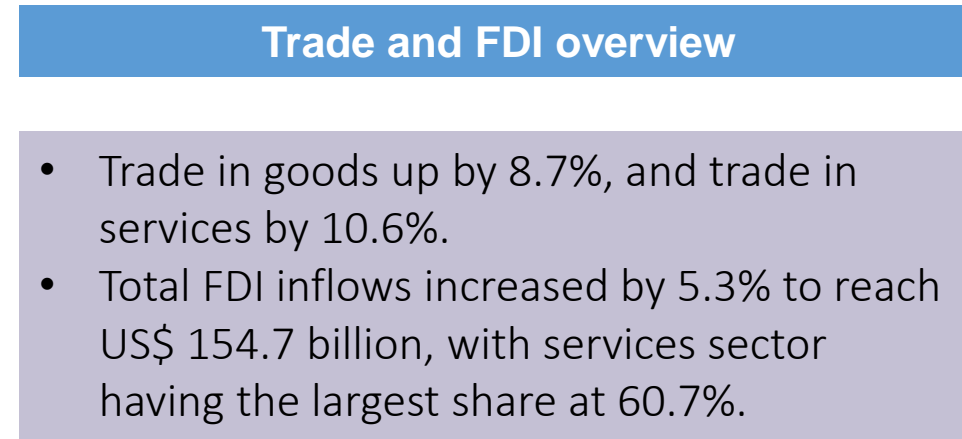 Trade and FDI overview
• Trade in goods up by 8.7%, and trade in
services by 10.6%.
• Total FDI inflows increased by 5.3% to reach
US$ 154.7 billion, with services sector
having the largest share at 60.7%.